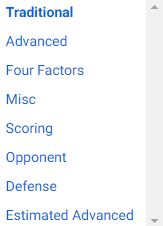 Traditional
Advanced
Four Factors
Misc
Scoring
Opponent
Defense
Estimated Advanced